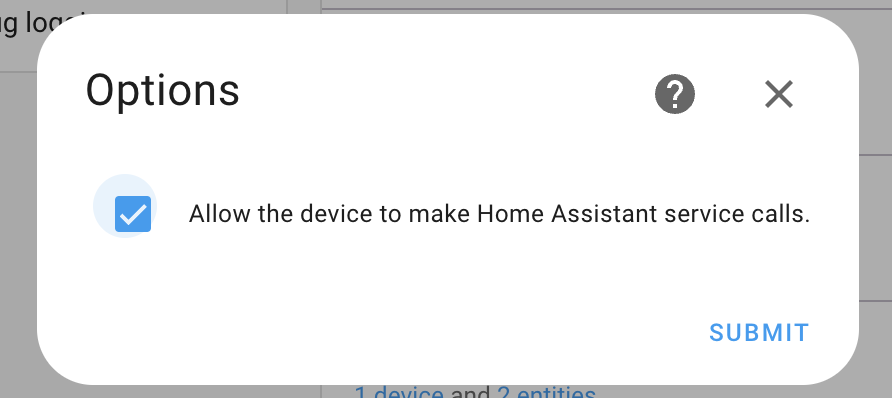 Options
Allow the device to make Home Assistant service calls.
SUBMIT
1 device and 2 entities